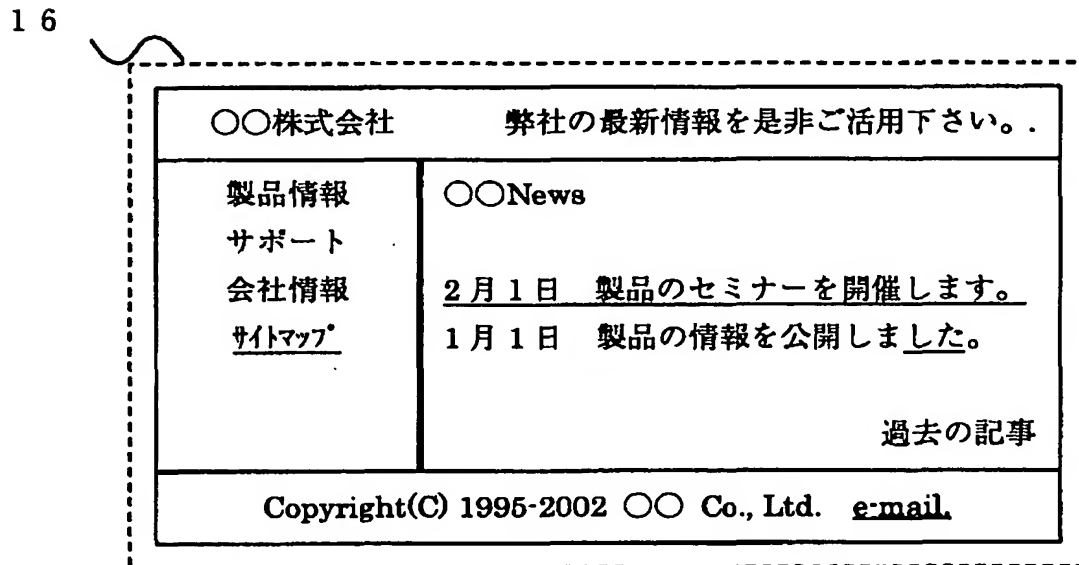 16
○○株式会社 弊社の最新情報を是非ご活用下さい。.
製品情報
サポート
会社情報
サイトマップ
○○News
2月1日 製品のセミナーを開催します。
1月1日 製品の情報を公開しました。
過去の記事
Copyright(C) 1995-2002 ○○ Co., Ltd. e-mail.